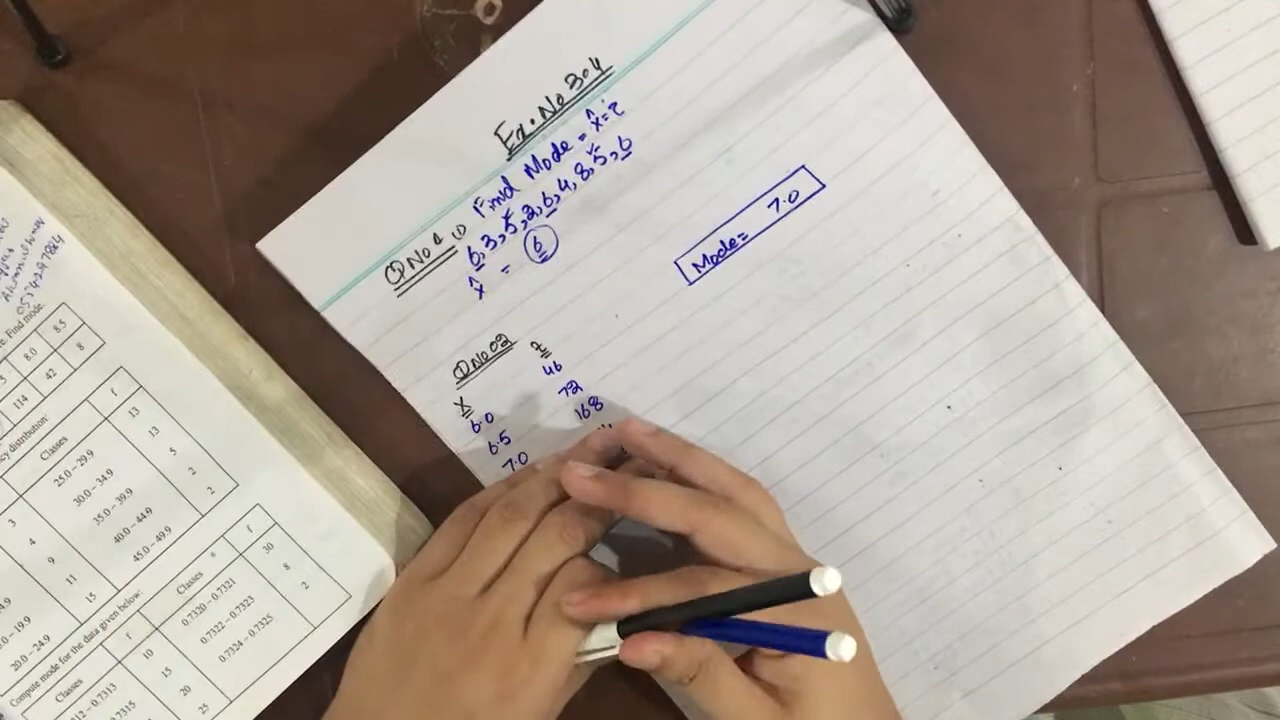 Ex. No 3.4
Q No 1 (i) Find Mode = x̂ = ?
6, 3, 5, 2, 6, 4, 8, 5, 6
x̂ = 6
Mode = 7.0
Q No 02
X f
6.0 46
6.5 72
7.0 168
05342477884
Find mode.
8.0 8.5
114 42 8
distribution:
Classes f
25.0 – 29.9 13
3 30.0 – 34.9 13
4 35.0 – 39.9 5
9 40.0 – 44.9 2
11 45.0 – 49.9 2
20.0 – 24.9 15
Compute mode for the data given below:
Classes f Classes f
10 0.7320 – 0.7321 30
15 0.7322 – 0.7323 8
20 0.7324 – 0.7325 2
25